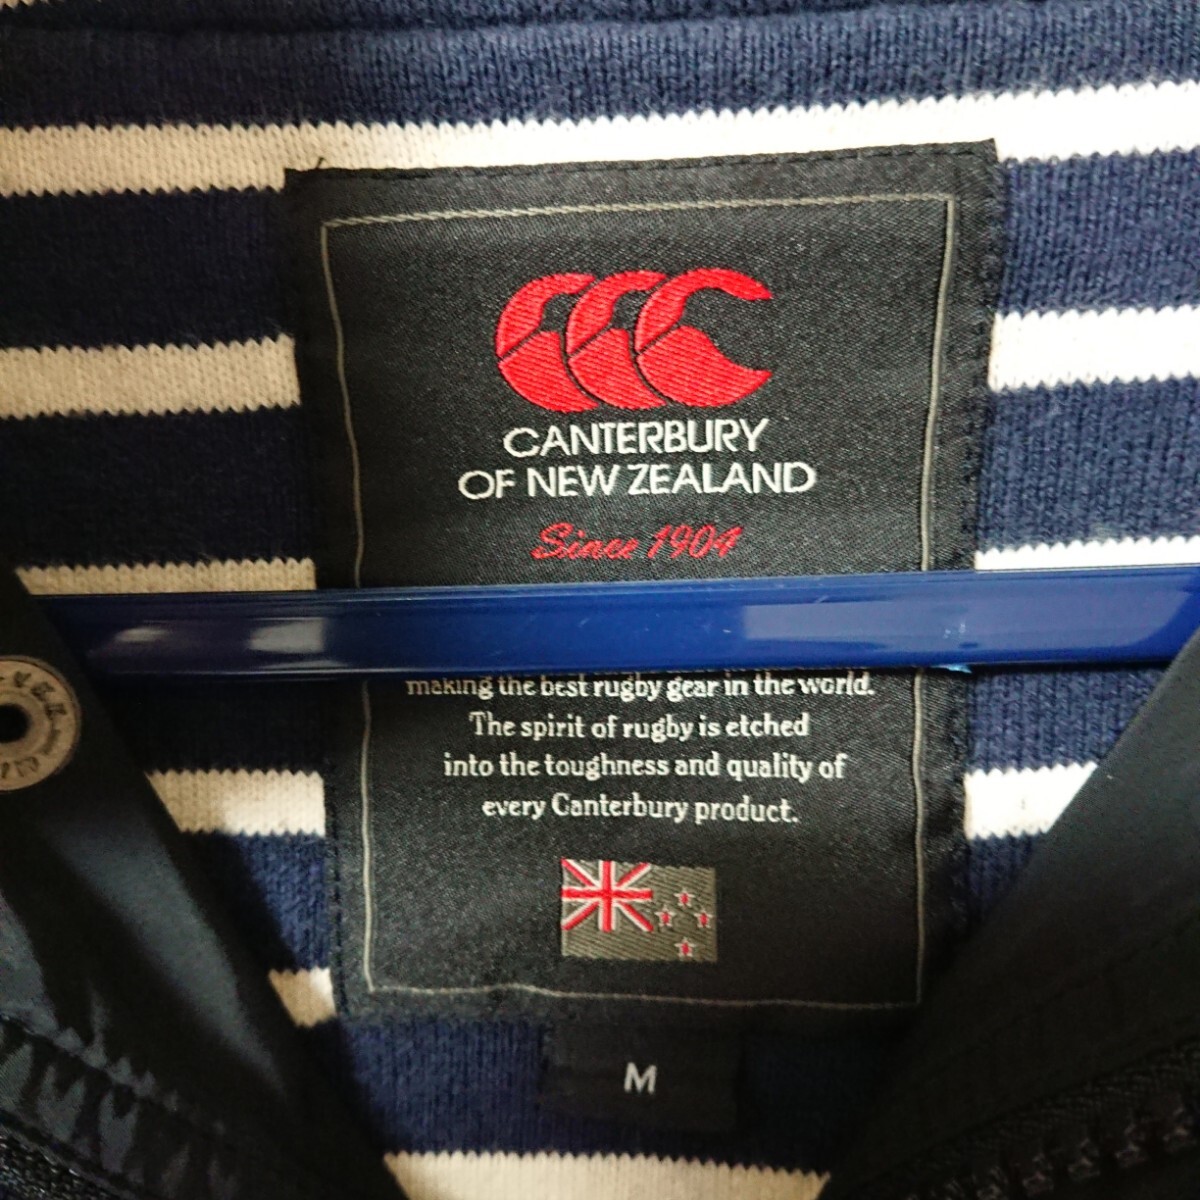 CANTERBURY
OF NEW ZEALAND
Since 1904
making the best rugby gear in the world.
The spirit of rugby is etched
into the toughness and quality of
every Canterbury product.
M